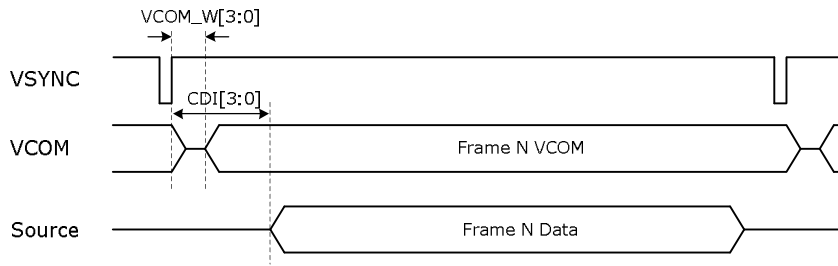 VCOM_W[3:0]
VSYNC
CDI[3:0]
VCOM
Frame N VCOM
Source
Frame N Data